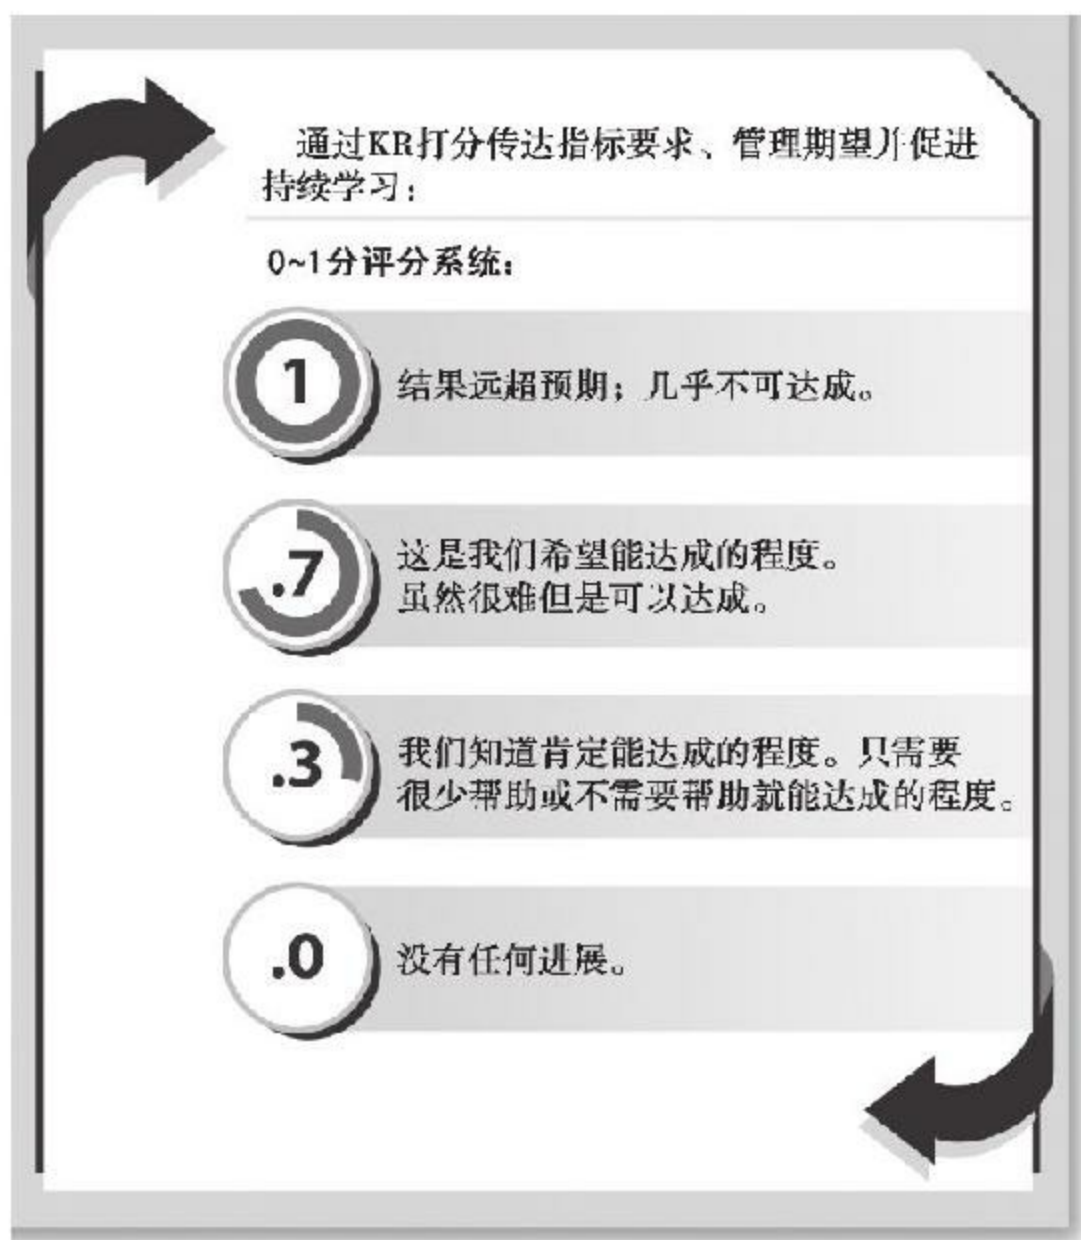 通过KR打分传达指标要求、管理期望并促进
持续学习：
0~1分评分系统：
1
结果远超预期；几乎不可达成。
.7
这是我们希望能达成的程度。
虽然很难但是可以达成。
.3
我们知道肯定能达成的程度。只需要
很少帮助或不需要帮助就能达成的程度。
.0
没有任何进展。